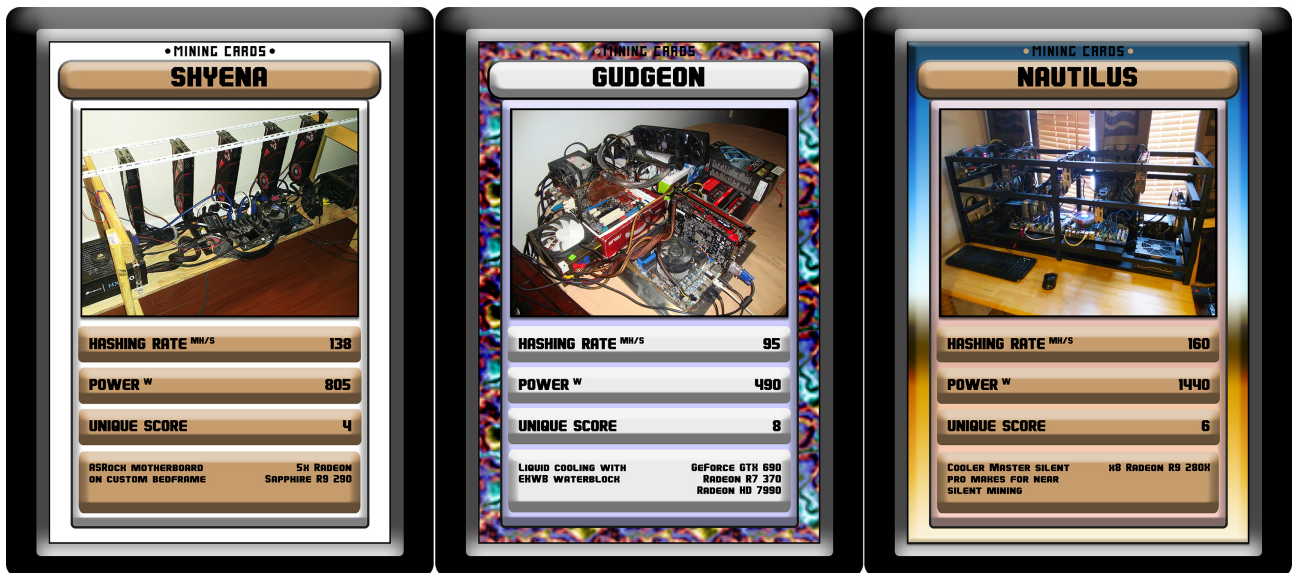 •MINING CARDS•
SHYENA
HASHING RATE MH/S 138
POWER W 805
UNIQUE SCORE 4
ASROCK MOTHERBOARD 5X RADEON
ON CUSTOM BEDFRAME SAPPHIRE R9 290
•MINING CARDS•
GUDGEON
HASHING RATE MH/S 95
POWER W 490
UNIQUE SCORE 8
LIQUID COOLING WITH GEFORCE GTX 690
EKWB WATERBLOCK RADEON R7 370
RADEON HD 7990
•MINING CARDS•
NAUTILUS
HASHING RATE MH/S 160
POWER W 1440
UNIQUE SCORE 6
COOLER MASTER SILENT X8 RADEON R9 280X
PRO MAKES FOR NEAR
SILENT MINING